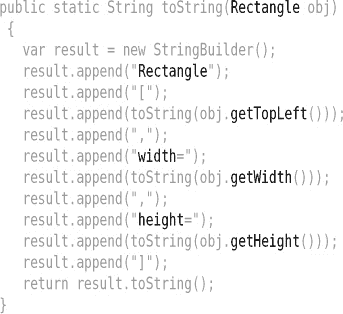 public static String toString(Rectangle obj)
{
var result = new StringBuilder();
result.append("Rectangle");
result.append("[");
result.append(toString(obj.getTopLeft()));
result.append(",");
result.append("width=");
result.append(toString(obj.getWidth()));
result.append(",");
result.append("height=");
result.append(toString(obj.getHeight()));
result.append("]");
return result.toString();
}